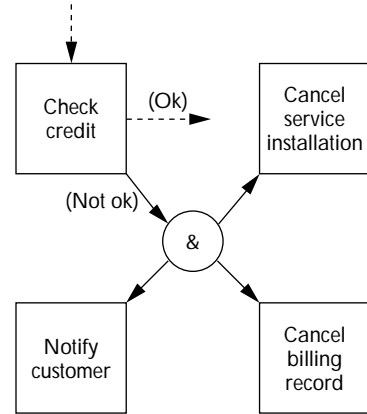 Check
credit
(Ok)
Cancel
service
installation
(Not ok)
&
Notify
customer
Cancel
billing
record